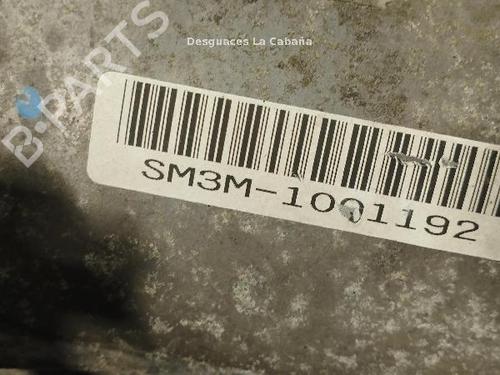 Desguaces La Cabaña
B-PARTS
SM3M-1001192